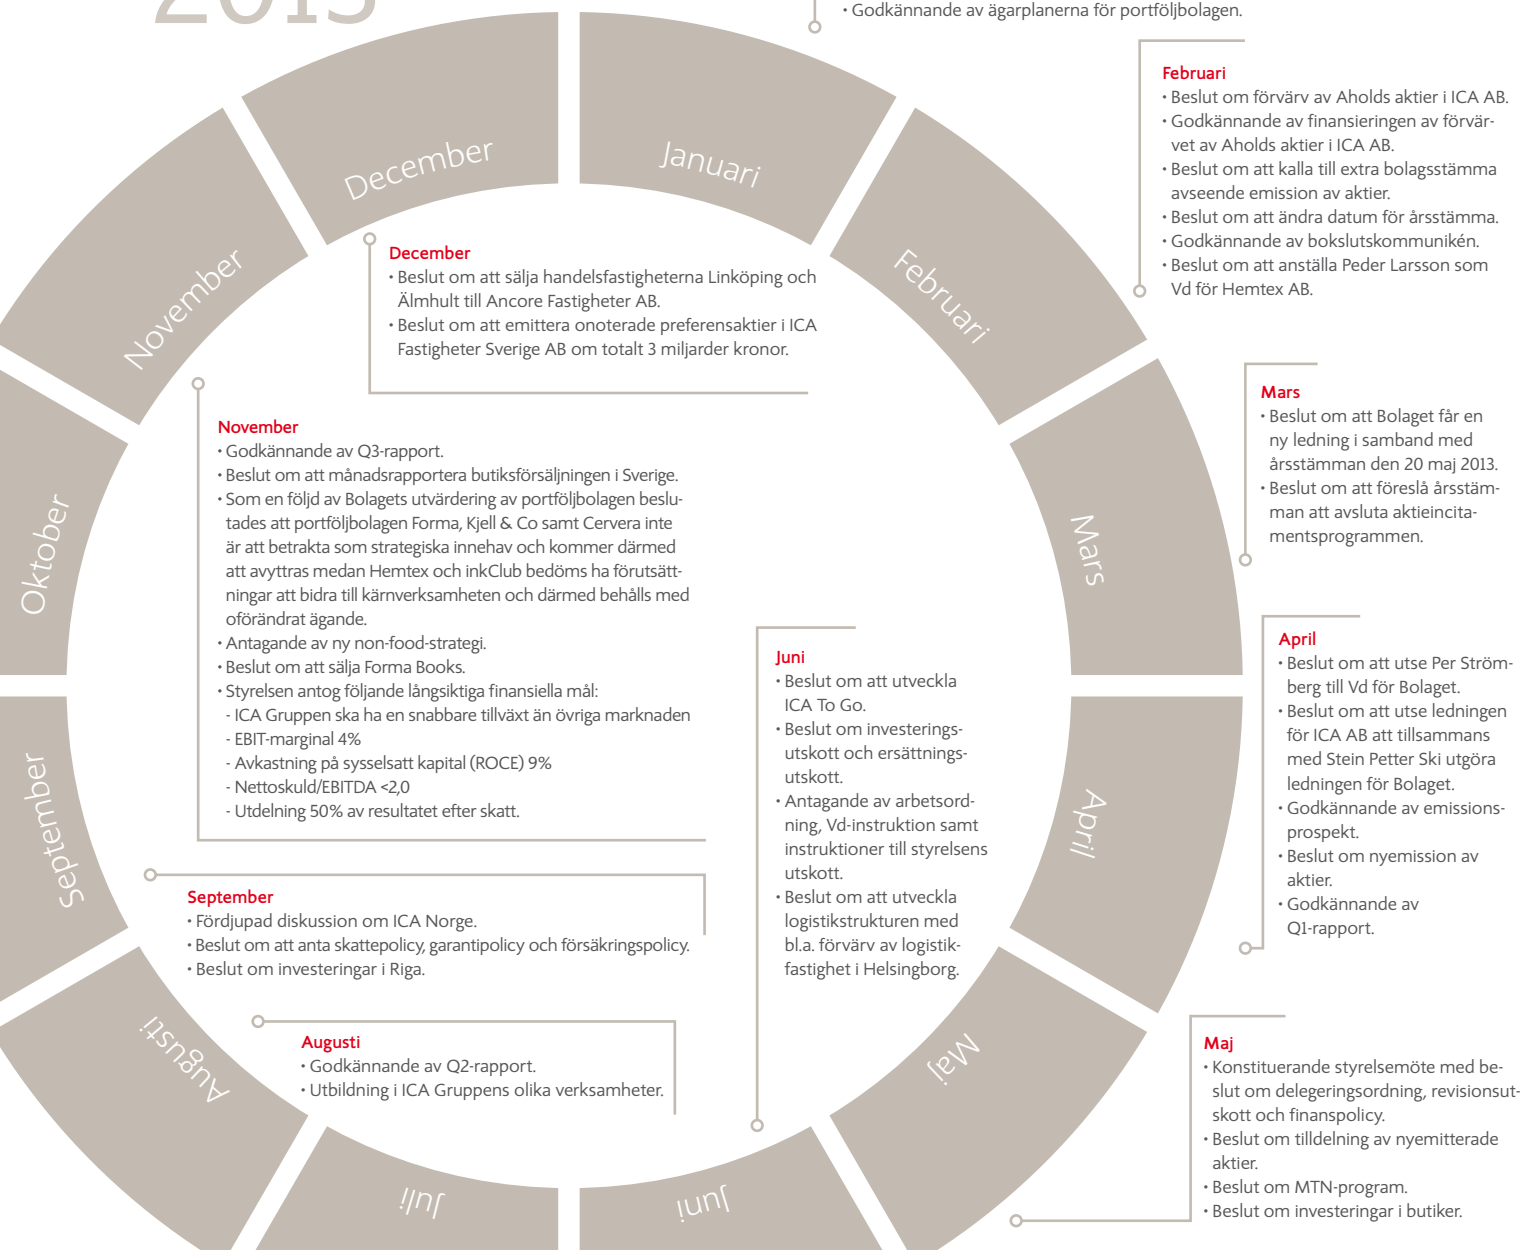 2013
• Godkännande av ägarplanerna för portföljbolagen.
Januari
Februari
Mars
April
Maj
Juni
Juli
Augusti
September
Oktober
November
December
Februari
• Beslut om förvärv av Aholds aktier i ICA AB.
• Godkännande av finansieringen av förvär-
vet av Aholds aktier i ICA AB.
• Beslut om att kalla till extra bolagsstämma
avseende emission av aktier.
• Beslut om att ändra datum för årsstämma.
• Godkännande av bokslutskommunikén.
• Beslut om att anställa Peder Larsson som
Vd för Hemtex AB.
Mars
• Beslut om att Bolaget får en
ny ledning i samband med
årsstämman den 20 maj 2013.
• Beslut om att föreslå årsstäm-
man att avsluta aktieincita-
mentsprogrammen.
April
• Beslut om att utse Per Ström-
berg till Vd för Bolaget.
• Beslut om att utse ledningen
för ICA AB att tillsammans
med Stein Petter Ski utgöra
ledningen för Bolaget.
• Godkännande av emissions-
prospekt.
• Beslut om nyemission av
aktier.
• Godkännande av
Q1-rapport.
Maj
• Konstituerande styrelsemöte med be-
slut om delegeringsordning, revisionsut-
skott och finanspolicy.
• Beslut om tilldelning av nyemitterade
aktier.
• Beslut om MTN-program.
• Beslut om investeringar i butiker.
Juni
• Beslut om att utveckla
ICA To Go.
• Beslut om investerings-
utskott och ersättnings-
utskott.
• Antagande av arbetsord-
ning, Vd-instruktion samt
instruktioner till styrelsens
utskott.
• Beslut om att utveckla
logistikstrukturen med
bl.a. förvärv av logistik-
fastighet i Helsingborg.
Augusti
• Godkännande av Q2-rapport.
• Utbildning i ICA Gruppens olika verksamheter.
September
• Fördjupad diskussion om ICA Norge.
• Beslut om att anta skattepolicy, garantipolicy och försäkringspolicy.
• Beslut om investeringar i Riga.
November
• Godkännande av Q3-rapport.
• Beslut om att månadsrapportera butiksförsäljningen i Sverige.
• Som en följd av Bolagets utvärdering av portföljbolagen beslu-
tades att portföljbolagen Forma, Kjell & Co samt Cervera inte
är att betrakta som strategiska innehav och kommer därmed
att avyttras medan Hemtex och inkClub bedöms ha förutsätt-
ningar att bidra till kärnverksamheten och därmed behålls med
oförändrat ägande.
• Antagande av ny non-food-strategi.
• Beslut om att sälja Forma Books.
• Styrelsen antog följande långsiktiga finansiella mål:
- ICA Gruppen ska ha en snabbare tillväxt än övriga marknaden
- EBIT-marginal 4%
- Avkastning på sysselsatt kapital (ROCE) 9%
- Nettoskuld/EBITDA <2,0
- Utdelning 50% av resultatet efter skatt.
December
• Beslut om att sälja handelsfastigheterna Linköping och
Älmhult till Ancore Fastigheter AB.
• Beslut om att emittera onoterade preferensaktier i ICA
Fastigheter Sverige AB om totalt 3 miljarder kronor.